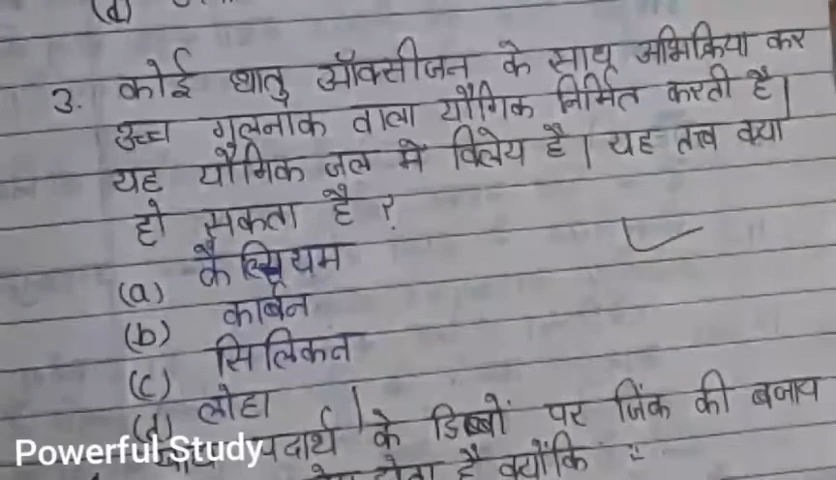 (d)
3. कोई धातु ऑक्सीजन के साथ अभिक्रिया कर
उच्च गलनांक वाला यौगिक निर्मित करती है।
यह यौगिक जल में विलेय है। यह तत्व क्या
हो सकता है ?
(a) कैल्सियम
(b) कार्बन
(c) सिलिकन
(d) लोहा
पदार्थ के डिब्बों पर जिंक की बजाय
होता है क्योंकि :-
Powerful Study